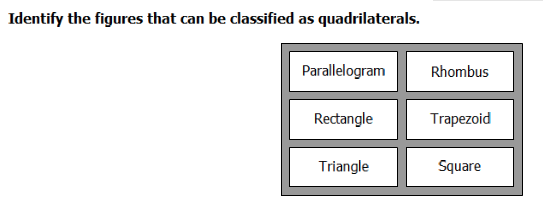 Identify the figures that can be classified as quadrilaterals.
Parallelogram Rhombus
Rectangle Trapezoid
Triangle Square